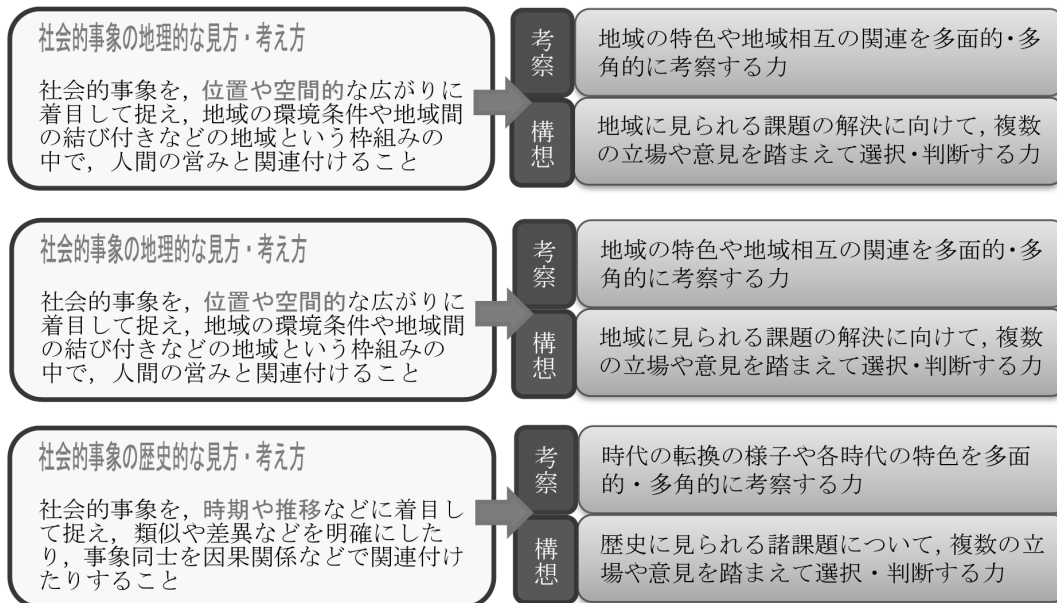 社会的事象の地理的な見方・考え方
社会的事象を，位置や空間的な広がりに
着目して捉え，地域の環境条件や地域間
の結び付きなどの地域という枠組みの
中で，人間の営みと関連付けること
考察
地域の特色や地域相互の関連を多面的・多
角的に考察する力
構想
地域に見られる課題の解決に向けて，複数
の立場や意見を踏まえて選択・判断する力
社会的事象の地理的な見方・考え方
社会的事象を，位置や空間的な広がりに
着目して捉え，地域の環境条件や地域間
の結び付きなどの地域という枠組みの
中で，人間の営みと関連付けること
考察
地域の特色や地域相互の関連を多面的・多
角的に考察する力
構想
地域に見られる課題の解決に向けて，複数
の立場や意見を踏まえて選択・判断する力
社会的事象の歴史的な見方・考え方
社会的事象を，時期や推移などに着目し
て捉え，類似や差異などを明確にした
り，事象同士を因果関係などで関連付け
たりすること
考察
時代の転換の様子や各時代の特色を多面
的・多角的に考察する力
構想
歴史に見られる諸課題について，複数の立
場や意見を踏まえて選択・判断する力